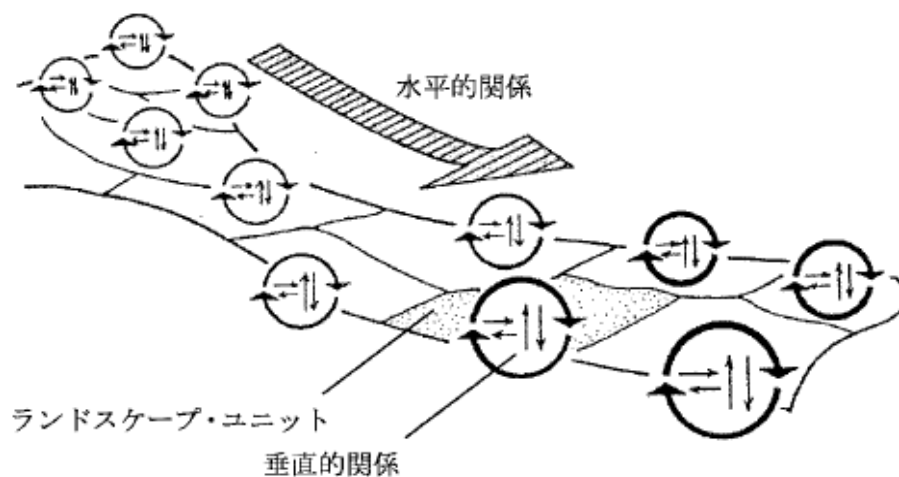 水平的関係
ランドスケープ・ユニット
垂直的関係